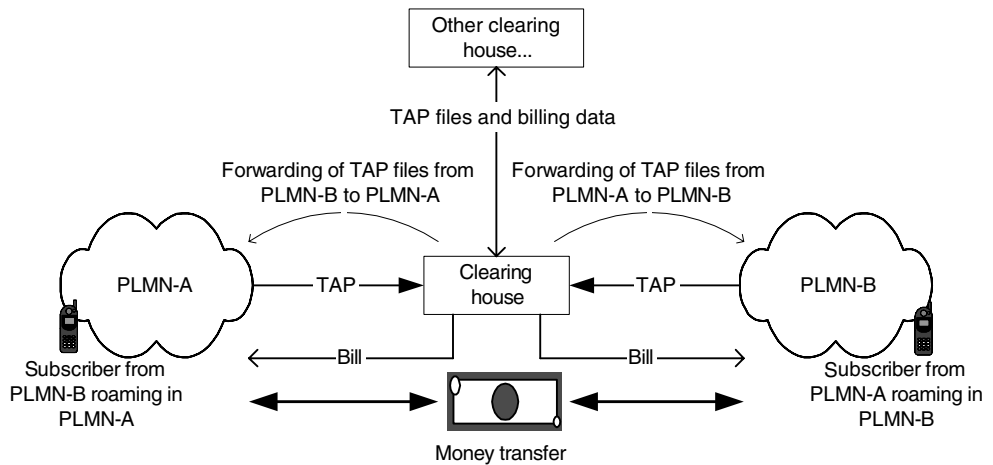 Other clearing
house...
TAP files and billing data
Forwarding of TAP files from
PLMN-B to PLMN-A
Forwarding of TAP files from
PLMN-A to PLMN-B
PLMN-A
TAP
Clearing
house
TAP
PLMN-B
Bill
Bill
Subscriber from
PLMN-B roaming in
PLMN-A
Subscriber from
PLMN-A roaming in
PLMN-B
Money transfer